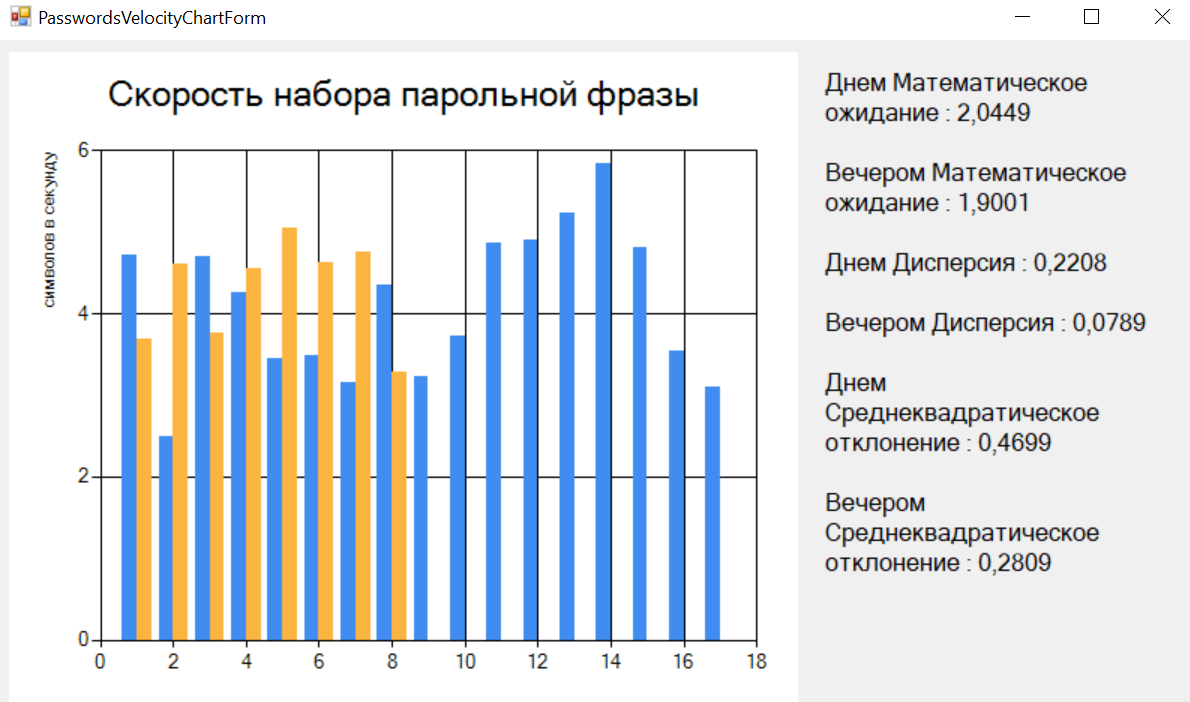 PasswordsVelocityChartForm
Скорость набора парольной фразы
символов в секунду
6
4
2
0
0 2 4 6 8 10 12 14 16 18
Днем Математическое
ожидание : 2,0449
Вечером Математическое
ожидание : 1,9001
Днем Дисперсия : 0,2208
Вечером Дисперсия : 0,0789
Днем
Среднеквадратическое
отклонение : 0,4699
Вечером
Среднеквадратическое
отклонение : 0,2809